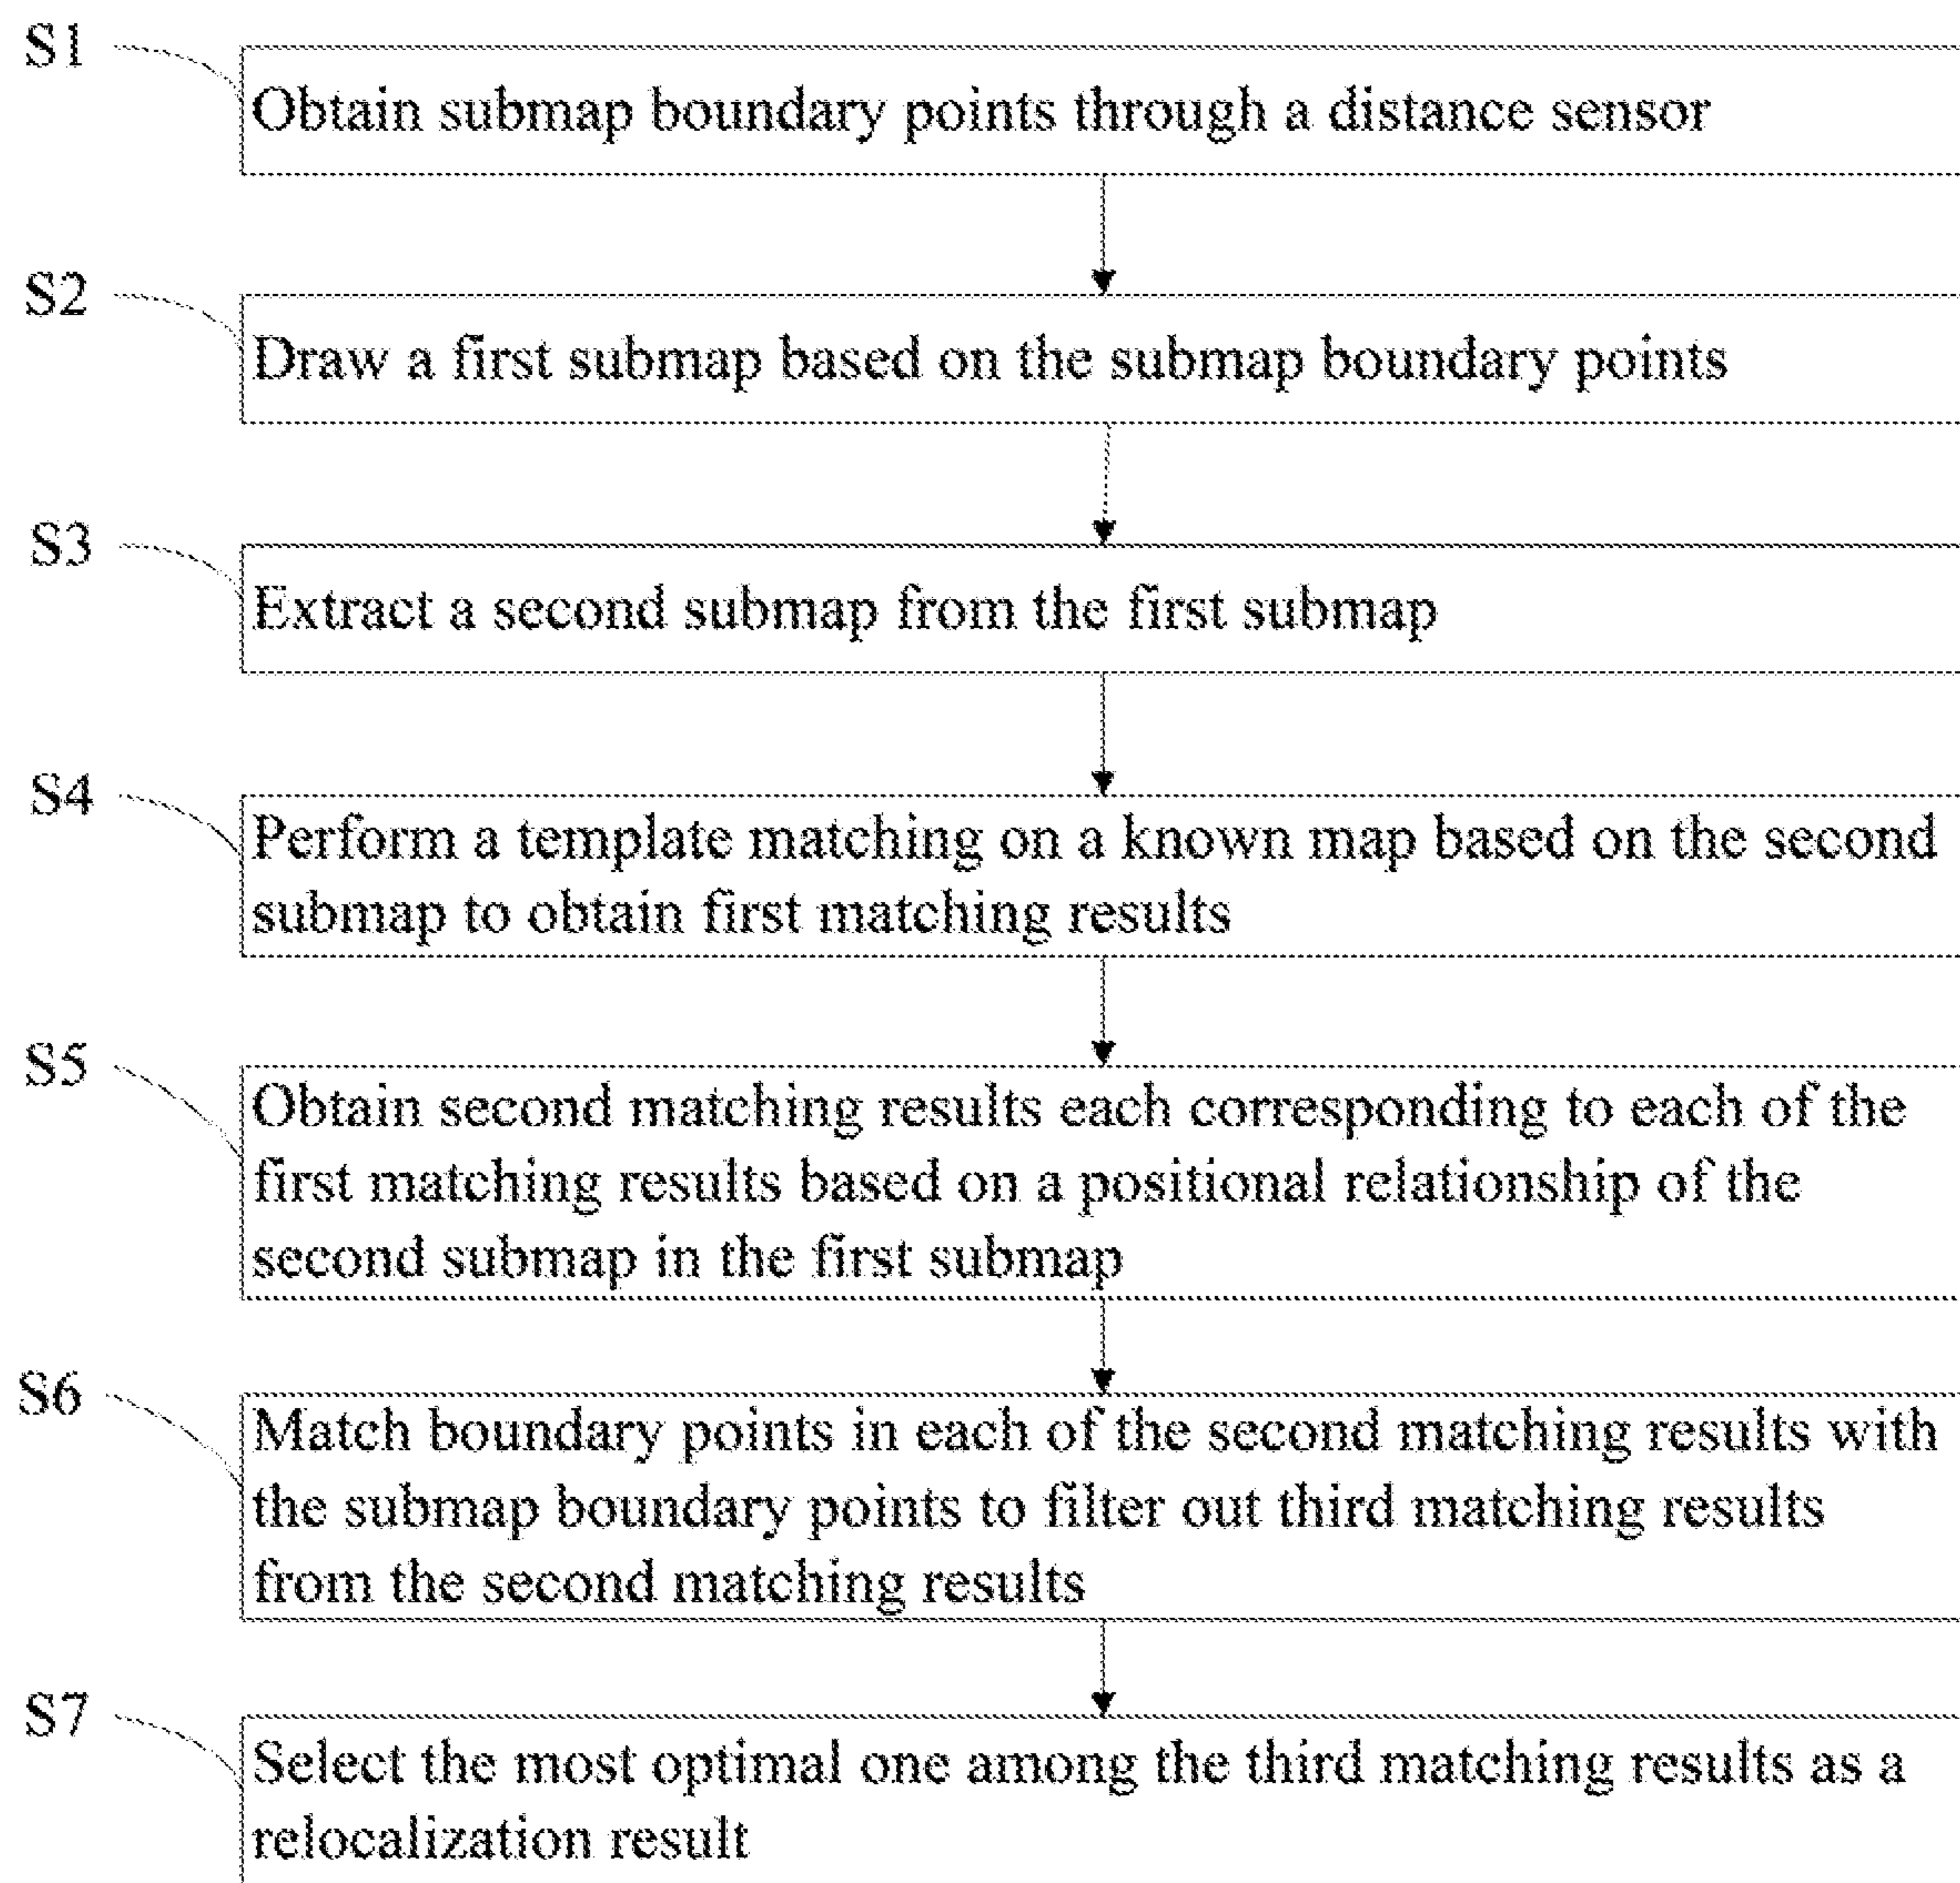 S1
Obtain submap boundary points through a distance sensor
S2
Draw a first submap based on the submap boundary points
S3
Extract a second submap from the first submap
S4
Perform a template matching on a known map based on the second
submap to obtain first matching results
S5
Obtain second matching results each corresponding to each of the
first matching results based on a positional relationship of the
second submap in the first submap
S6
Match boundary points in each of the second matching results with
the submap boundary points to filter out third matching results
from the second matching results
S7
Select the most optimal one among the third matching results as a
relocalization result